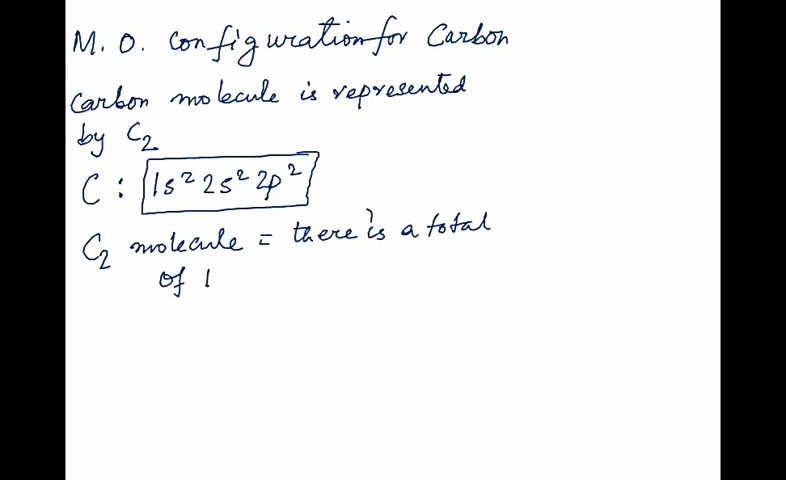 M. O. Configuration for Carbon
Carbon molecule is represented
by C₂
C : 1s² 2s² 2p²
C₂ molecule = there is a total
of 1